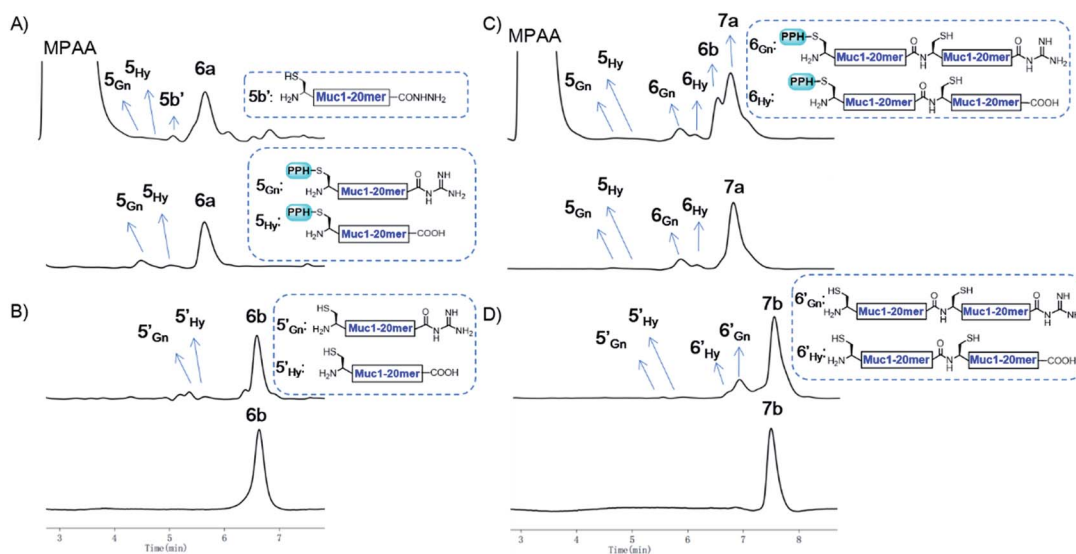 A)
MPAA
5Gn
5Hy
5b'
6a
5b':
HS
H2N
Muc1-20mer
CONHNH2
5Gn
5Hy
6a
5Gn:
PPH
S
H2N
Muc1-20mer
O
NH
N
H
NH2
5Hy:
PPH
S
H2N
Muc1-20mer
COOH
B)
5'Gn
5'Hy
6b
5'Gn:
HS
H2N
Muc1-20mer
O
NH
N
H
NH2
5'Hy:
HS
H2N
Muc1-20mer
COOH
6b
3 4 5 6 7
Time(min)
C)
MPAA
5Gn
5Hy
6Gn
6Hy
6b
7a
6Gn:
PPH
S
H2N
Muc1-20mer
O
N
H
SH
Muc1-20mer
O
NH
N
H
NH2
6Hy:
PPH
S
H2N
Muc1-20mer
O
N
H
SH
Muc1-20mer
COOH
5Gn
5Hy
6Gn
6Hy
7a
D)
5'Gn
5'Hy
6'Hy
6'Gn
7b
6'Gn:
HS
H2N
Muc1-20mer
O
N
H
SH
Muc1-20mer
O
NH
N
H
NH2
6'Hy:
HS
H2N
Muc1-20mer
O
N
H
SH
Muc1-20mer
COOH
7b
3 4 5 6 7 8
Time(min)